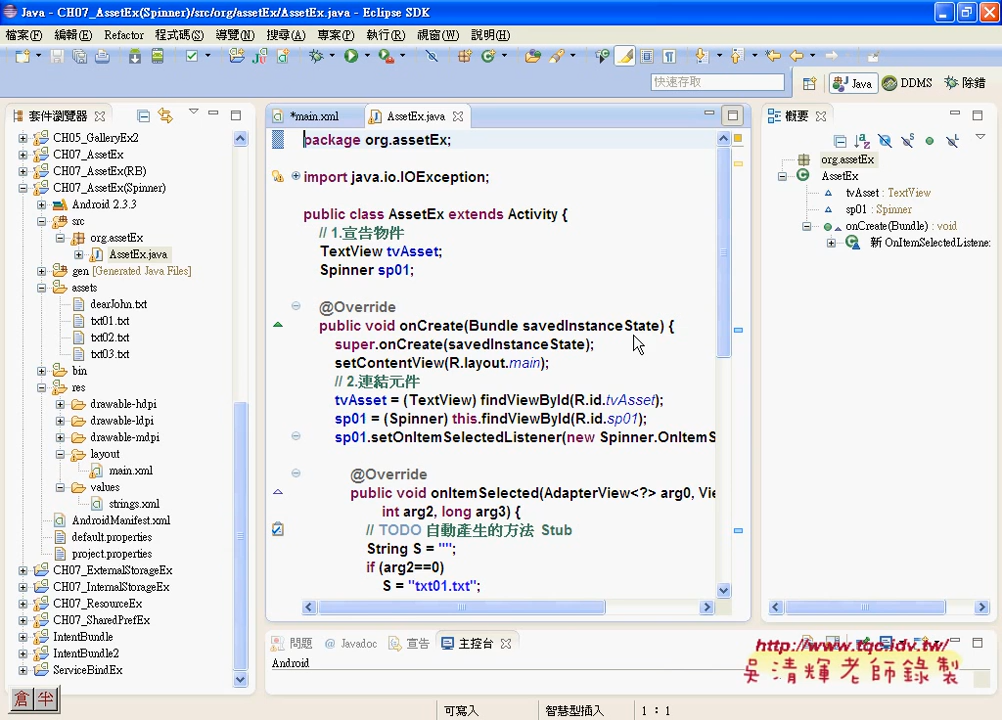 Java - CH07_AssetEx(Spinner)/src/org/assetEx/AssetEx.java - Eclipse SDK
檔案(F) 編輯(E) Refactor 程式碼(S) 導覽(N) 搜尋(A) 專案(P) 執行(R) 視窗(W) 說明(H)
快速存取
Java DDMS 除錯
套件瀏覽器
CH05_GalleryEx2
CH07_AssetEx
CH07_AssetEx(RB)
CH07_AssetEx(Spinner)
Android 2.3.3
src
org.assetEx
AssetEx.java
gen [Generated Java Files]
assets
dearJohn.txt
txt01.txt
txt02.txt
txt03.txt
bin
res
drawable-hdpi
drawable-ldpi
drawable-mdpi
layout
main.xml
values
strings.xml
AndroidManifest.xml
default.properties
project.properties
CH07_ExternalStorageEx
CH07_InternalStorageEx
CH07_ResourceEx
CH07_SharedPrefEx
IntentBundle
IntentBundle2
ServiceBindEx
*main.xml AssetEx.java
package org.assetEx;
import java.io.IOException;
public class AssetEx extends Activity {
// 1.宣告物件
TextView tvAsset;
Spinner sp01;
@Override
public void onCreate(Bundle savedInstanceState) {
super.onCreate(savedInstanceState);
setContentView(R.layout.main);
// 2.連結元件
tvAsset = (TextView) findViewById(R.id.tvAsset);
sp01 = (Spinner) this.findViewById(R.id.sp01);
sp01.setOnItemSelectedListener(new Spinner.OnItemS
@Override
public void onItemSelected(AdapterView<?> arg0, Vie
int arg2, long arg3) {
// TODO 自動產生的方法 Stub
String S = "";
if (arg2==0)
S = "txt01.txt";
概要
org.assetEx
AssetEx
tvAsset : TextView
sp01 : Spinner
onCreate(Bundle) : void
新 OnItemSelectedListene:
問題 @ Javadoc 宣告 主控台
Android
http://www.tqc.idv.tw/
吳清輝老師錄製
倉 半
可寫入 智慧型插入 1 : 1